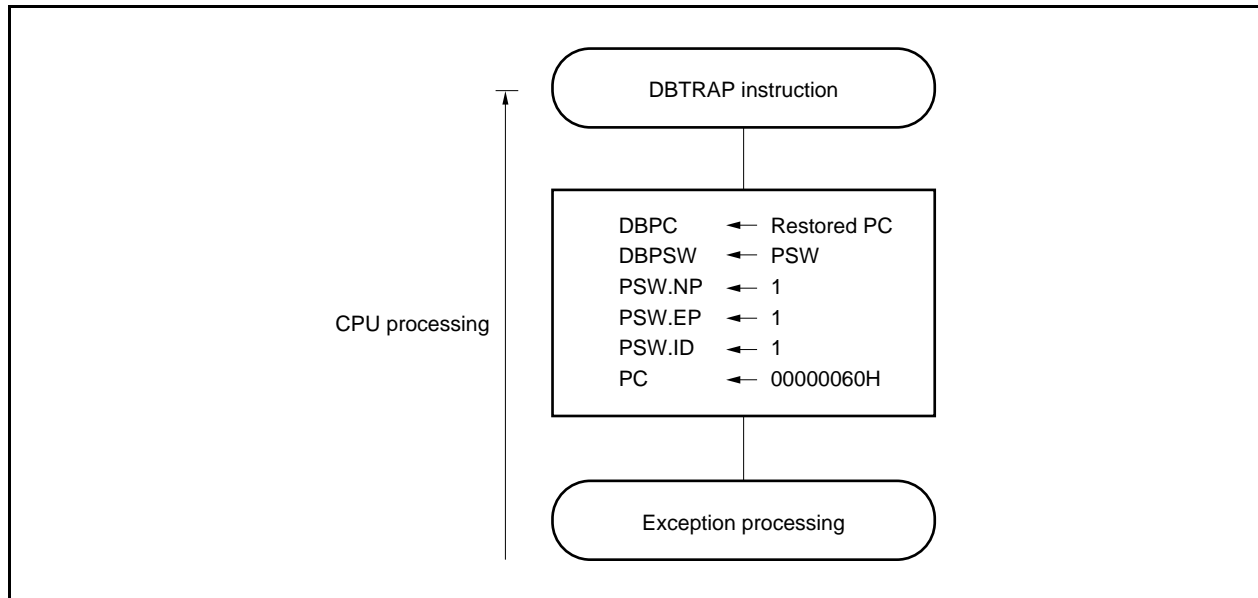 DBTRAP instruction
CPU processing
DBPC ← Restored PC
DBPSW ← PSW
PSW.NP ← 1
PSW.EP ← 1
PSW.ID ← 1
PC ← 00000060H
Exception processing